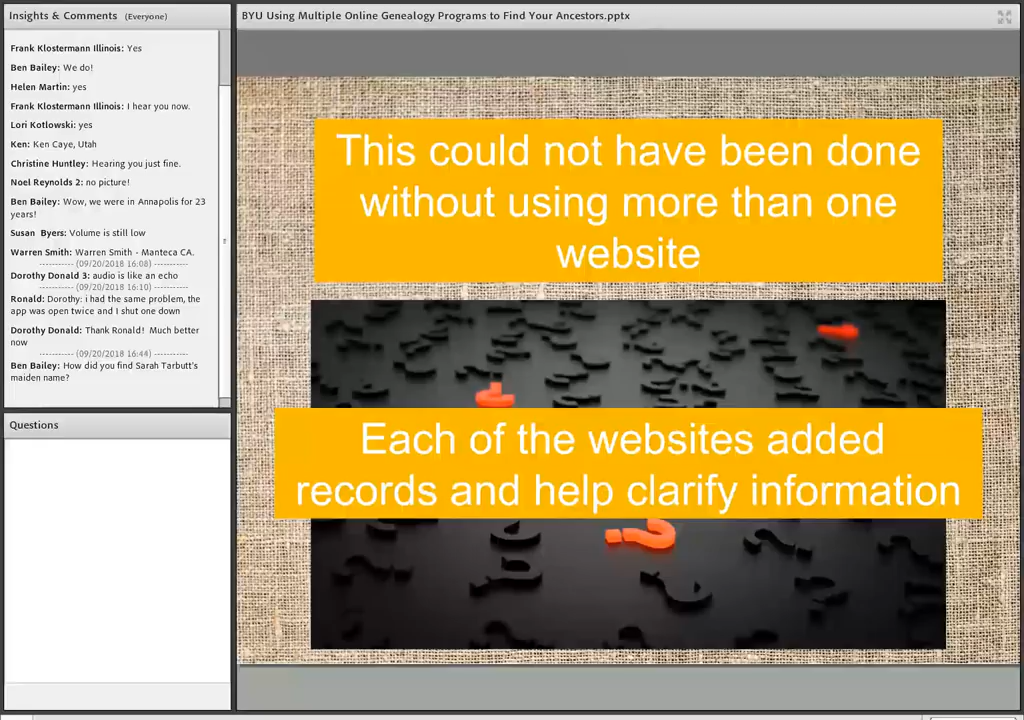 Insights & Comments (Everyone)
Frank Klostermann Illinois: Yes
Ben Bailey: We do!
Helen Martin: yes
Frank Klostermann Illinois: I hear you now.
Lori Kotlowski: yes
Ken: Ken Caye, Utah
Christine Huntley: Hearing you just fine.
Noel Reynolds 2: no picture!
Ben Bailey: Wow, we were in Annapolis for 23
years!
Susan Byers: Volume is still low
Warren Smith: Warren Smith - Manteca CA.
----------- (09/20/2018 16:08) -----------
Dorothy Donald 3: audio is like an echo
----------- (09/20/2018 16:10) -----------
Ronald: Dorothy: i had the same problem, the
app was open twice and I shut one down
Dorothy Donald: Thank Ronald! Much better
now
----------- (09/20/2018 16:44) -----------
Ben Bailey: How did you find Sarah Tarbutt's
maiden name?
Questions
BYU Using Multiple Online Genealogy Programs to Find Your Ancestors.pptx
This could not have been done
without using more than one
website
Each of the websites added
records and help clarify information